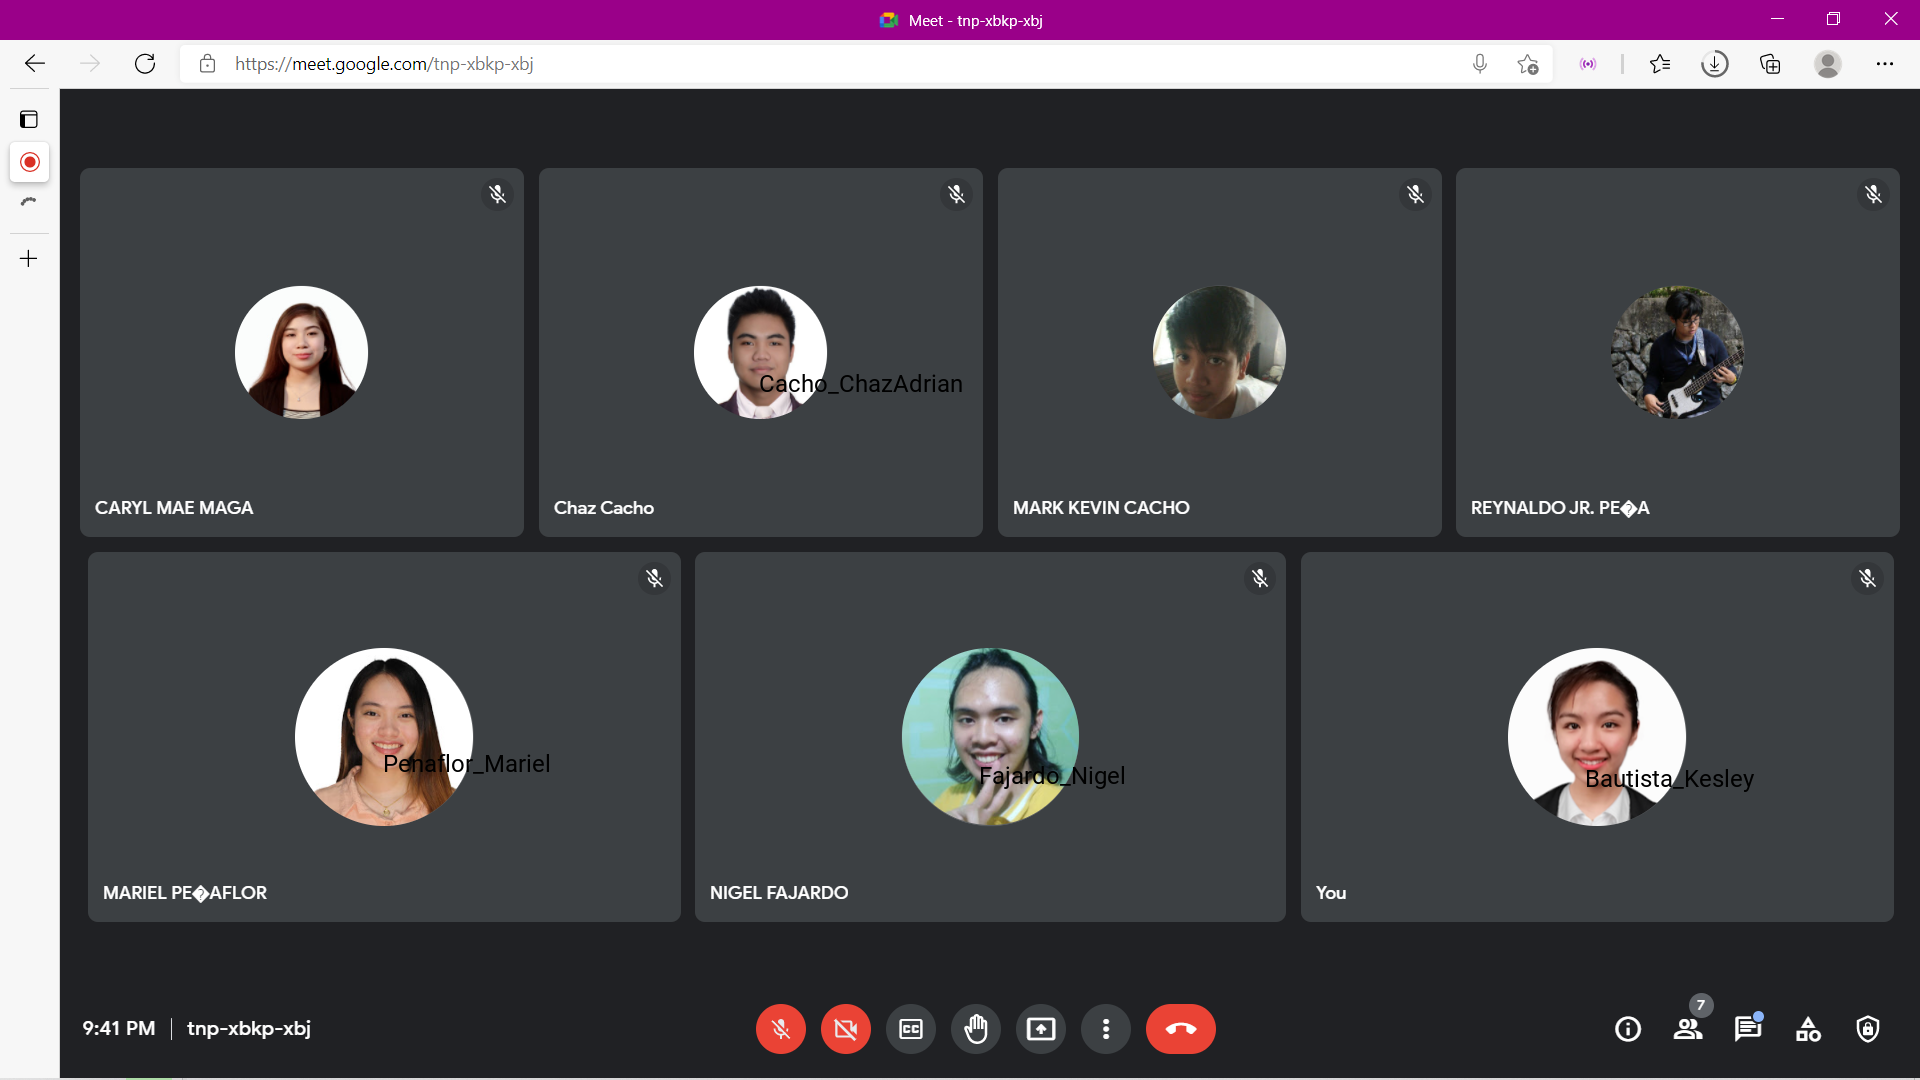 Meet - tnp-xbkp-xbj
https://meet.google.com/tnp-xbkp-xbj
Cacho_ChazAdrian
CARYL MAE MAGA
Chaz Cacho
MARK KEVIN CACHO
REYNALDO JR. PE�A
Penaflor_Mariel
Fajardo_Nigel
Bautista_Kesley
MARIEL PE�AFLOR
NIGEL FAJARDO
You
7
9:41 PM
tnp-xbkp-xbj
CC